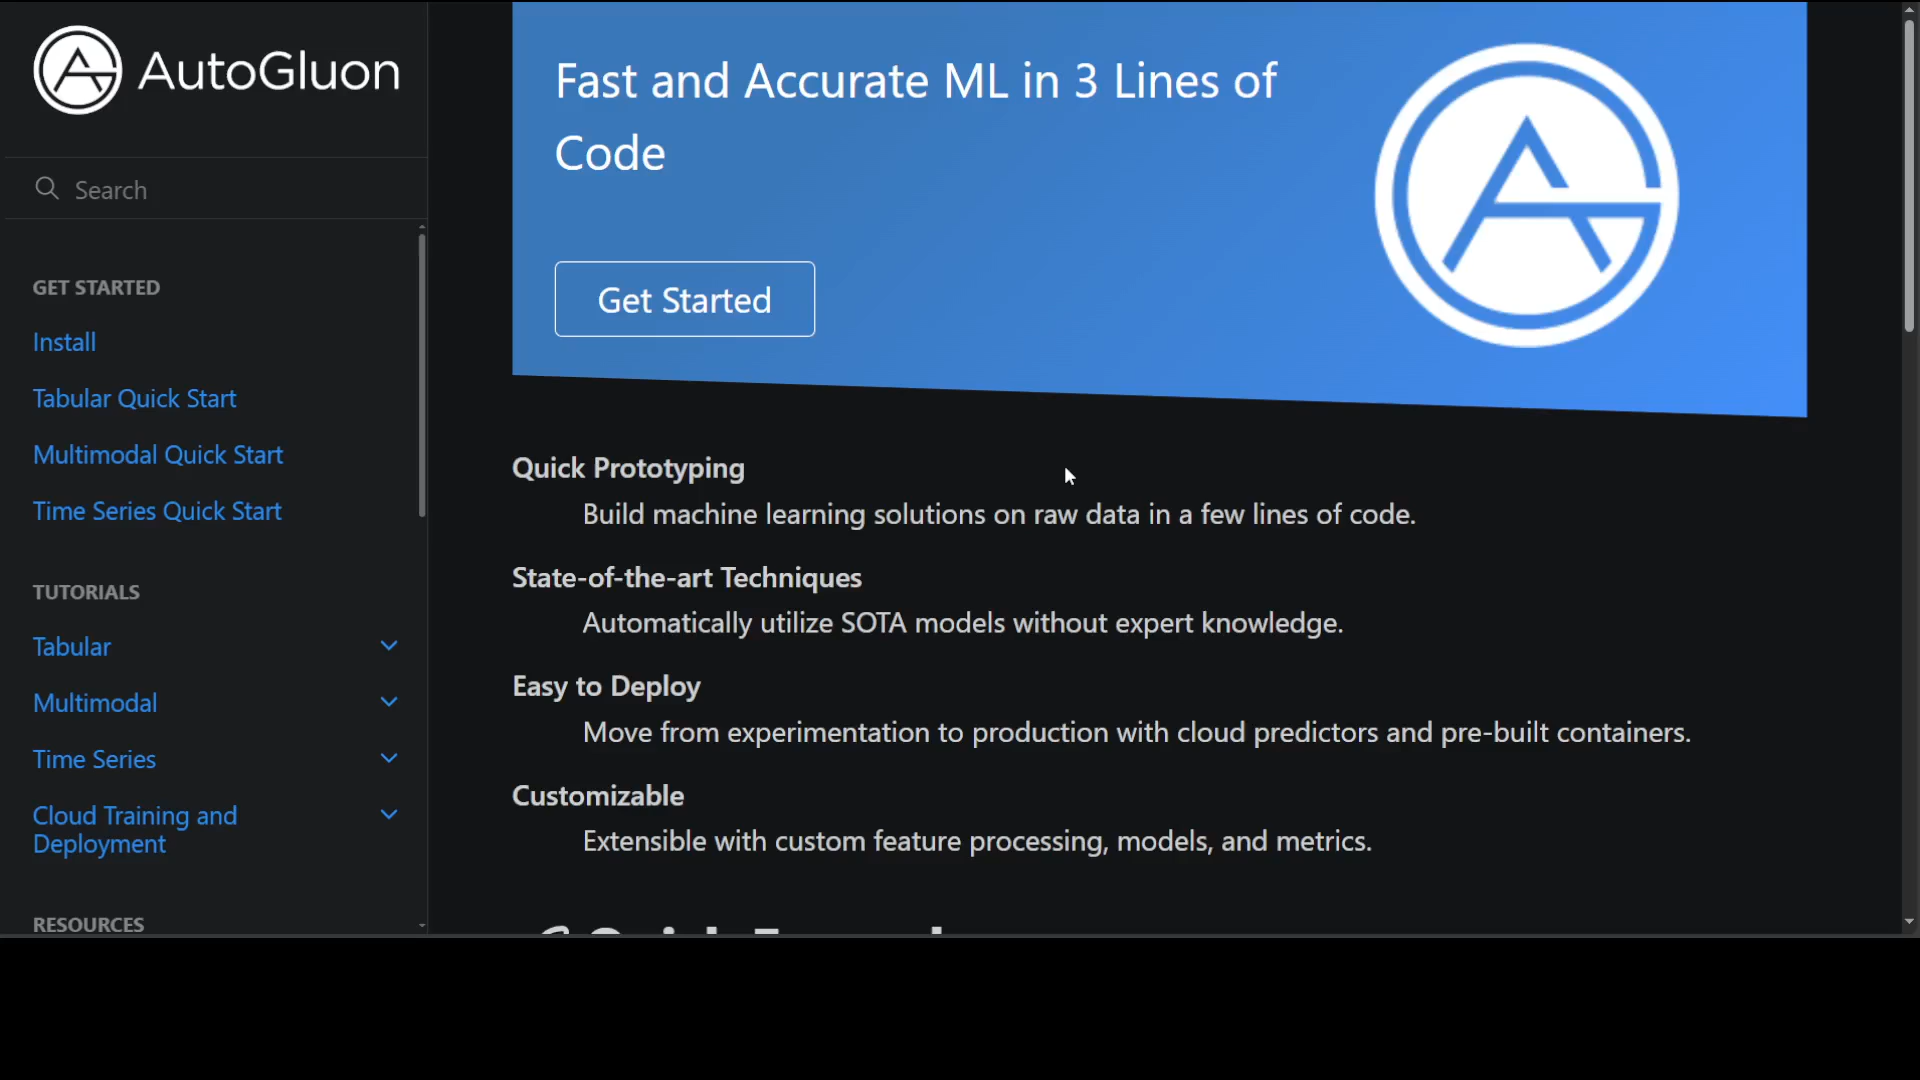 AutoGluon
Search
GET STARTED
Install
Tabular Quick Start
Multimodal Quick Start
Time Series Quick Start
TUTORIALS
Tabular
Multimodal
Time Series
Cloud Training and
Deployment
RESOURCES
Fast and Accurate ML in 3 Lines of
Code
Get Started
Quick Prototyping
Build machine learning solutions on raw data in a few lines of code.
State-of-the-art Techniques
Automatically utilize SOTA models without expert knowledge.
Easy to Deploy
Move from experimentation to production with cloud predictors and pre-built containers.
Customizable
Extensible with custom feature processing, models, and metrics.